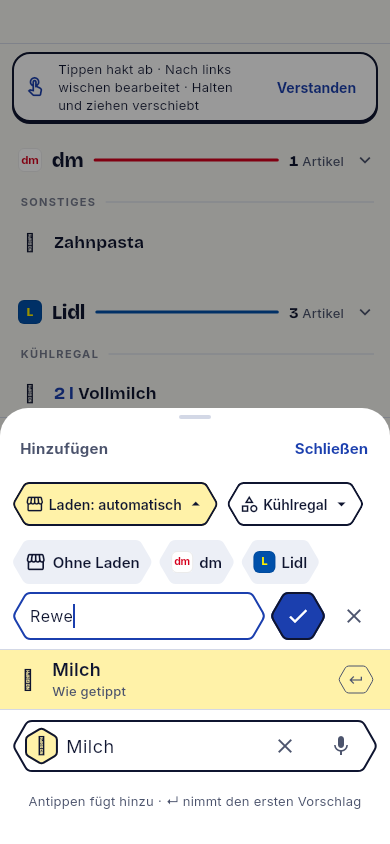 Tippen hakt ab · Nach links
wischen bearbeitet · Halten
und ziehen verschiebt
Verstanden
dm dm 1 Artikel
SONSTIGES
Zahnpasta
L Lidl 3 Artikel
KÜHLREGAL
2 l Vollmilch
Hinzufügen Schließen
Laden: automatisch Kühlregal
Ohne Laden dm dm L Lidl
Rewe
Milch
Wie getippt
Milch
Antippen fügt hinzu · ↵ nimmt den ersten Vorschlag